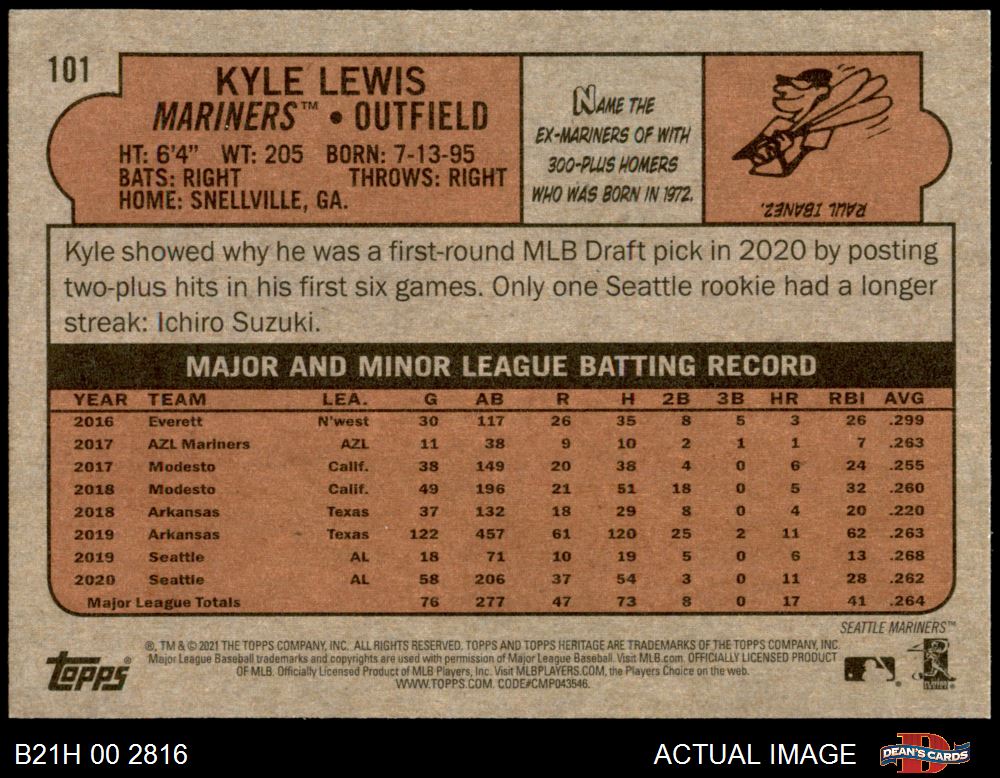 101
KYLE LEWIS
MARINERS™ • OUTFIELD
HT: 6'4" WT: 205 BORN: 7-13-95
BATS: RIGHT THROWS: RIGHT
HOME: SNELLVILLE, GA.
NAME THE
EX-MARINERS OF WITH
300-PLUS HOMERS
WHO WAS BORN IN 1972.
RAUL IBANEZ.
Kyle showed why he was a first-round MLB Draft pick in 2020 by posting
two-plus hits in his first six games. Only one Seattle rookie had a longer
streak: Ichiro Suzuki.
MAJOR AND MINOR LEAGUE BATTING RECORD
YEAR TEAM LEA. G AB R H 2B 3B HR RBI AVG
2016 Everett N'west 30 117 26 35 8 5 3 26 .299
2017 AZL Mariners AZL 11 38 9 10 2 1 1 7 .263
2017 Modesto Calif. 38 149 20 38 4 0 6 24 .255
2018 Modesto Calif. 49 196 21 51 18 0 5 32 .260
2018 Arkansas Texas 37 132 18 29 8 0 4 20 .220
2019 Arkansas Texas 122 457 61 120 25 2 11 62 .263
2019 Seattle AL 18 71 10 19 5 0 6 13 .268
2020 Seattle AL 58 206 37 54 3 0 11 28 .262
Major League Totals 76 277 47 73 8 0 17 41 .264
SEATTLE MARINERS™
®, TM & © 2021 THE TOPPS COMPANY, INC. ALL RIGHTS RESERVED. TOPPS AND TOPPS HERITAGE ARE TRADEMARKS OF THE TOPPS COMPANY, INC.
Major League Baseball trademarks and copyrights are used with permission of Major League Baseball. Visit MLB.com. OFFICIALLY LICENSED PRODUCT
OF MLB. Officially Licensed Product of MLB Players, Inc. Visit MLBPLAYERS.COM, the Players Choice on the web.
WWW.TOPPS.COM. CODE#CMP043546.
topps®
B21H 00 2816
ACTUAL IMAGE
DEAN'S CARDS